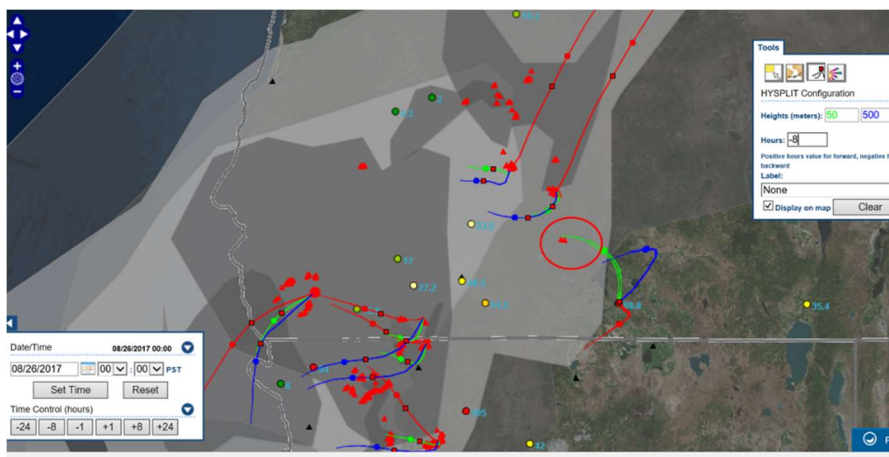 Tools
HYSPLIT Configuration
Heights (meters): 50 500
Hours: -8
Positive hours value for forward, negative h
backward
Label:
None
Display on map Clear
2
17
27.2
35.4
42
Date/Time 08/26/2017 00:00
08/26/2017 00 : 00 PST
Set Time Reset
Time Control (hours)
-24 -8 -1 +1 +8 +24